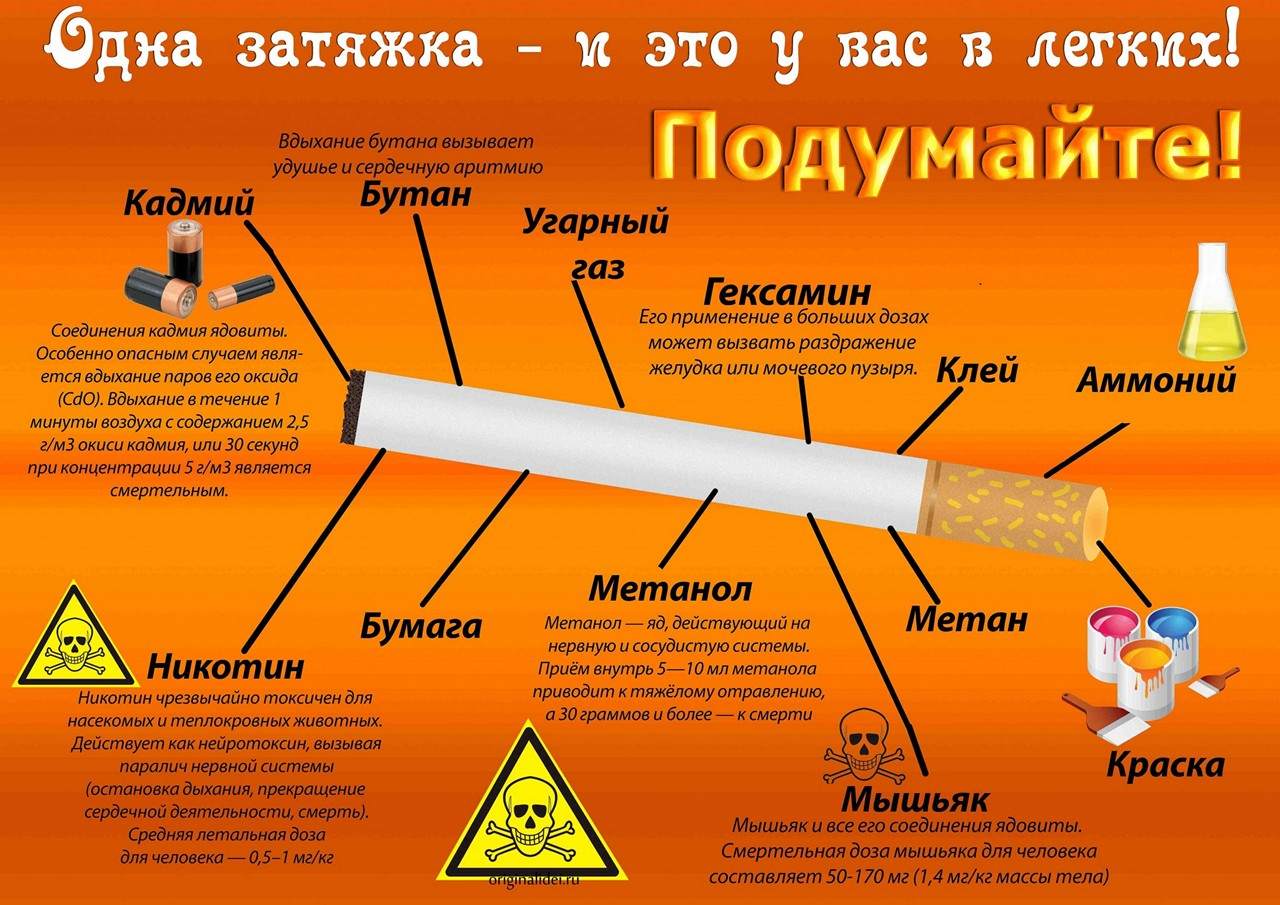 Одна затяжка – и это у вас в легких!
Подумайте!
Вдыхание бутана вызывает
удушье и сердечную аритмию
Бутан
Кадмий
Соединения кадмия ядовиты.
Особенно опасным случаем явля-
ется вдыхание паров его оксида
(CdO). Вдыхание в течение 1
минуты воздуха с содержанием 2,5
г/м3 окиси кадмия, или 30 секунд
при концентрации 5 г/м3 является
смертельным.
Угарный
газ
Гексамин
Его применение в больших дозах
может вызвать раздражение
желудка или мочевого пузыря.
Клей
Аммоний
Никотин
Никотин чрезвычайно токсичен для
насекомых и теплокровных животных.
Действует как нейротоксин, вызывая
паралич нервной системы
(остановка дыхания, прекращение
сердечной деятельности, смерть).
Средняя летальная доза
для человека — 0,5–1 мг/кг
Бумага
Метанол
Метанол — яд, действующий на
нервную и сосудистую системы.
Приём внутрь 5—10 мл метанола
приводит к тяжёлому отравлению,
а 30 граммов и более — к смерти
Метан
Мышьяк
Мышьяк и все его соединения ядовиты.
Смертельная доза мышьяка для человека
составляет 50-170 мг (1,4 мг/кг массы тела)
Краска
originalidei.ru